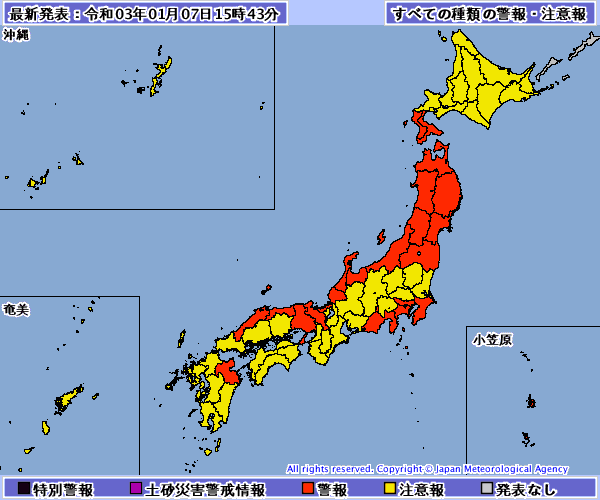 最新発表：令和03年01月07日15時43分
すべての種類の警報・注意報
沖縄
奄美
小笠原
All rights reserved. Copyright © Japan Meteorological Agency
特別警報
土砂災害警戒情報
警報
注意報
発表なし